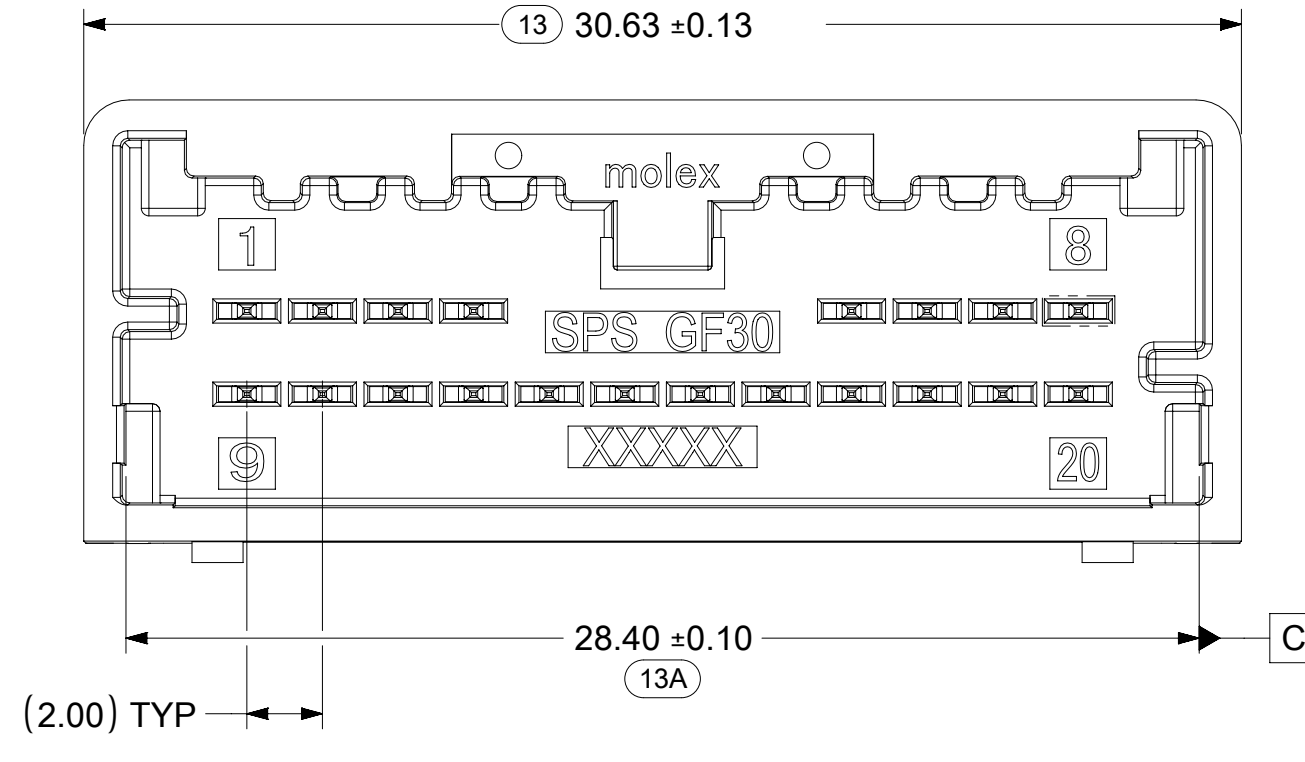 13 30.63 ±0.13
molex
1 8
SPS GF30
XXXXX
9 20
28.40 ±0.10 C
13A
(2.00) TYP